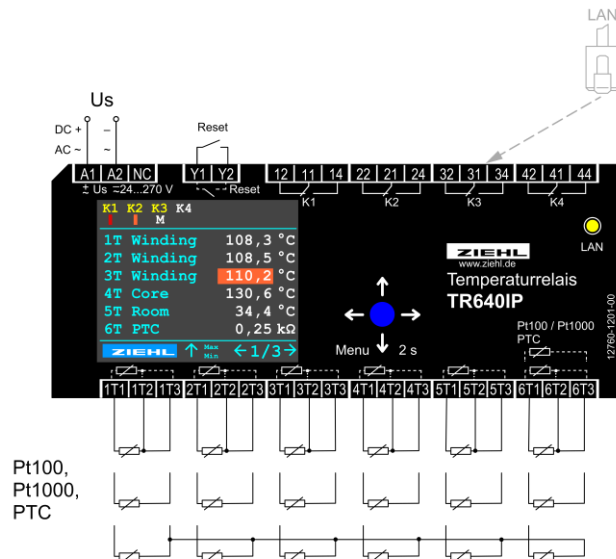 LAN
Us
DC + –
AC ~ ~
Reset
A1 A2 NC Y1 Y2 12 11 14 22 21 24 32 31 34 42 41 44
± Us ≂24...270 V Reset K1 K2 K3 K4
K1 K2 K3 K4
M
1T Winding 108,3 °C
2T Winding 108,5 °C
3T Winding 110,2 °C
4T Core 130,6 °C
5T Room 34,4 °C
6T PTC 0,25 kΩ
ZIEHL ↑ Max Min ←1/3→
LAN
ZIEHL
www.ziehl.de
Temperaturrelais
TR640IP
Menu 2 s
Pt100 / Pt1000
PTC
12760-1201-00
1T1 1T2 1T3 2T1 2T2 2T3 3T1 3T2 3T3 4T1 4T2 4T3 5T1 5T2 5T3 6T1 6T2 6T3
Pt100,
Pt1000,
PTC